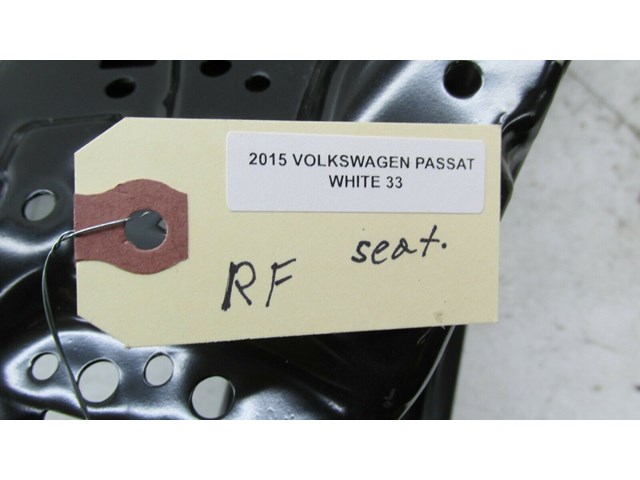 2015 VOLKSWAGEN PASSAT
WHITE 33
RF seat.